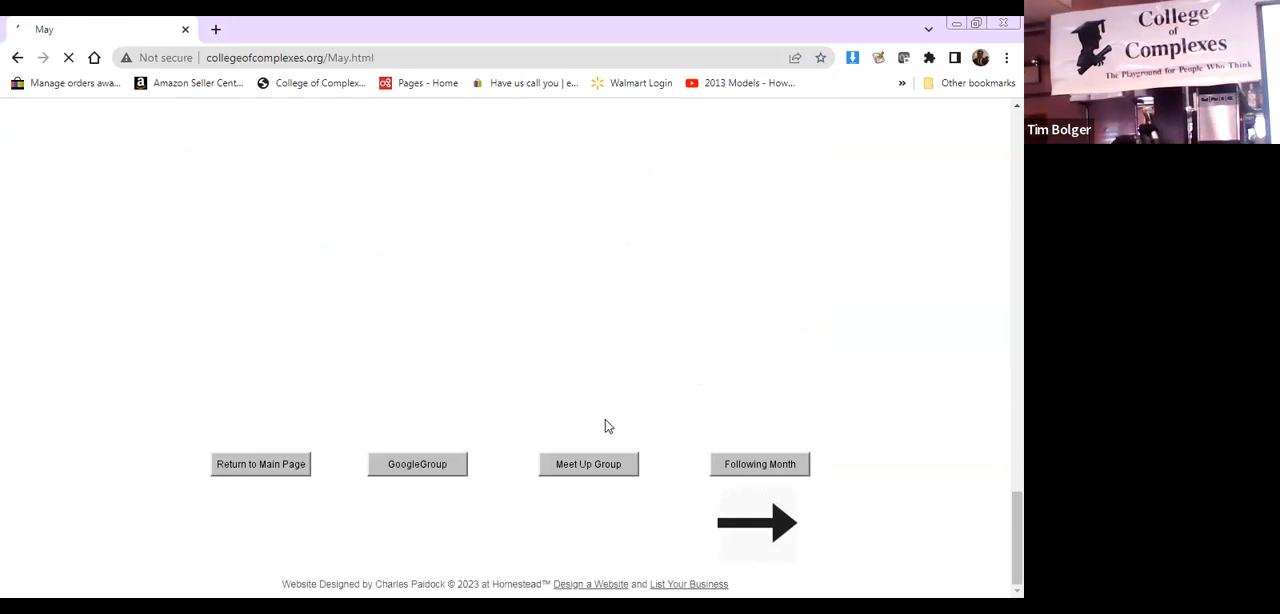 May
Not secure collegeofcomplexes.org/May.html
Manage orders awa... Amazon Seller Cent... College of Complex... Pages - Home Have us call you | e... Walmart Login 2013 Models - How... » Other bookmarks
Return to Main Page GoogleGroup Meet Up Group Following Month
Website Designed by Charles Paidock © 2023 at Homestead™ Design a Website and List Your Business
College
of
Complexes
The Playground for People Who Think
Tim Bolger